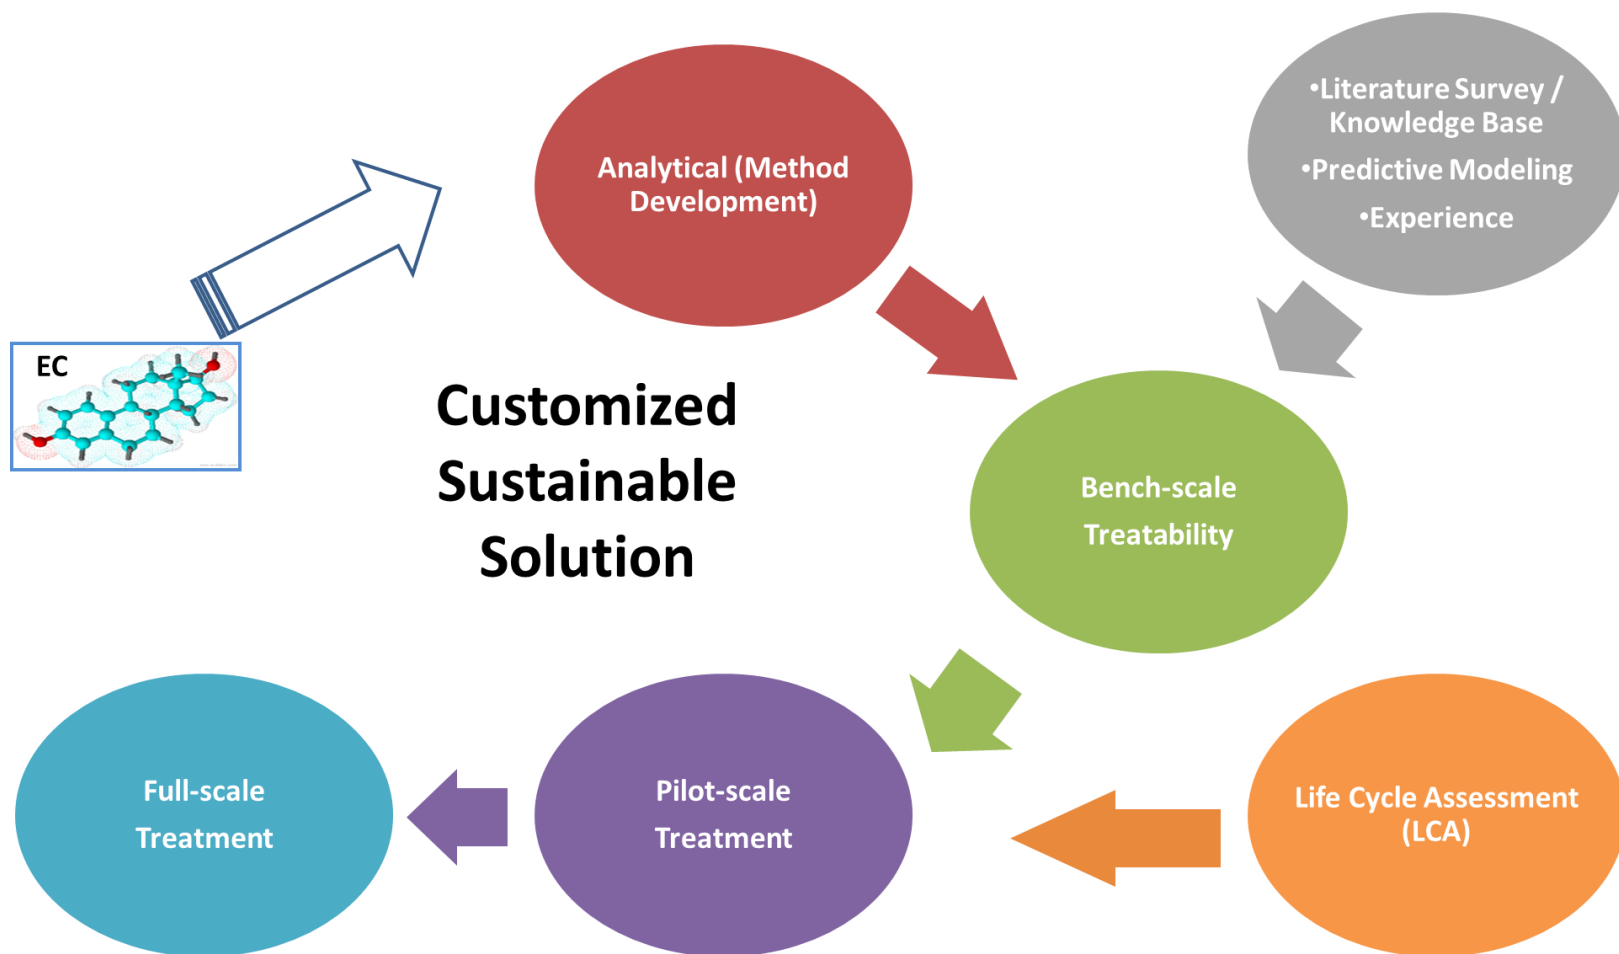 Analytical (Method
Development)
•Literature Survey /
Knowledge Base
•Predictive Modeling
•Experience
EC
Customized
Sustainable
Solution
Bench-scale
Treatability
Full-scale
Treatment
Pilot-scale
Treatment
Life Cycle Assessment
(LCA)